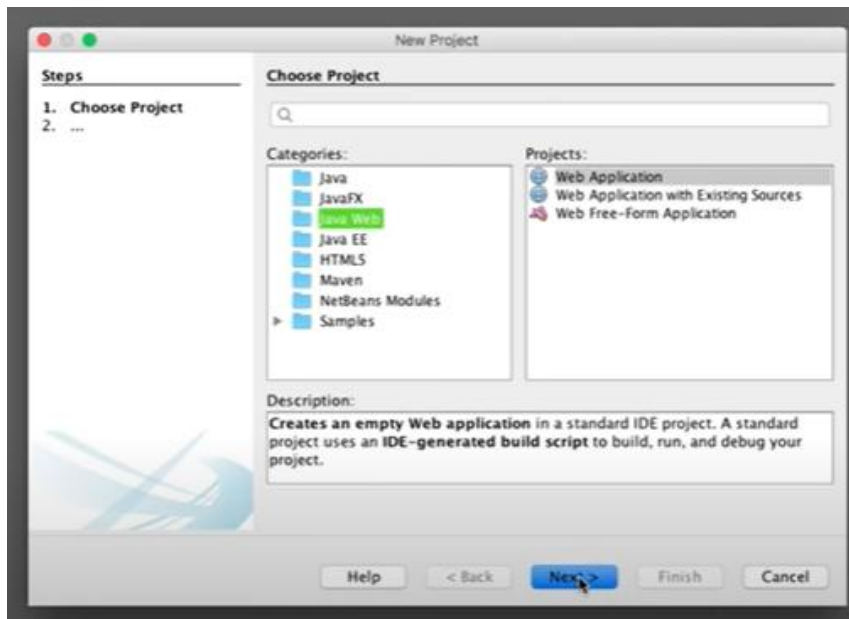 New Project
Steps
1. Choose Project
2. ...
Choose Project
Categories:
Java
JavaFX
Java Web
Java EE
HTML5
Maven
NetBeans Modules
Samples
Projects:
Web Application
Web Application with Existing Sources
Web Free-Form Application
Description:
Creates an empty Web application in a standard IDE project. A standard
project uses an IDE-generated build script to build, run, and debug your
project.
Help
< Back
Next >
Finish
Cancel